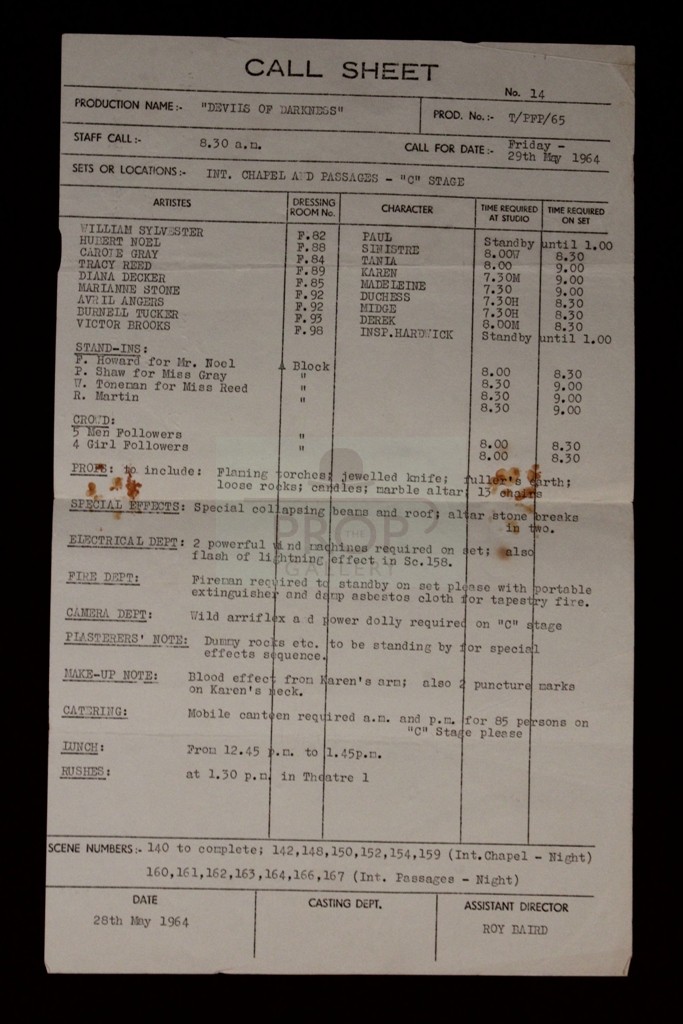 CALL SHEET
No. 14
PRODUCTION NAME:- "DEVILS OF DARKNESS" PROD. No.:- T/PFP/65
STAFF CALL:- 8.30 a.m. CALL FOR DATE:- Friday - 29th May 1964
SETS OR LOCATIONS:- INT. CHAPEL AND PASSAGES - "C" STAGE
ARTISTES DRESSING ROOM No. CHARACTER TIME REQUIRED AT STUDIO TIME REQUIRED ON SET
WILLIAM SYLVESTER F.82 PAUL Standby until 1.00
HUBERT NOEL F.88 SINISTRE 8.00W 8.30
CAROLE GRAY F.84 TANIA 8.00 9.00
TRACY REED F.89 KAREN 7.30M 9.00
DIANA DECKER F.85 MADELEINE 7.30 9.00
MARIANNE STONE F.92 DUCHESS 7.30H 8.30
AVRIL ANGERS F.92 MIDGE 7.30H 8.30
BURNELL TUCKER F.93 DEREK 8.00M 8.30
VICTOR BROOKS F.98 INSP.HARDWICK Standby until 1.00
STAND-INS:
F. Howard for Mr. Noel A Block 8.00 8.30
P. Shaw for Miss Gray " 8.30 9.00
W. Toneman for Miss Reed " 8.30 9.00
R. Martin " 8.30 9.00
CROWD:
5 Men Followers " 8.00 8.30
4 Girl Followers " 8.00 8.30
PROPS: to include: Flaming torches; jewelled knife; fuller's earth;
loose rocks; candles; marble altar; 13 chairs
SPECIAL EFFECTS: Special collapsing beams and roof; altar stone breaks
in two.
ELECTRICAL DEPT: 2 powerful wind machines required on set; also
flash of lightning effect in Sc.158.
FIRE DEPT: Fireman required to standby on set please with portable
extinguisher and damp asbestos cloth for tapestry fire.
CAMERA DEPT: Wild arriflex a d power dolly required on "C" stage
PLASTERERS' NOTE: Dummy rocks etc. to be standing by for special
effects sequence.
MAKE-UP NOTE: Blood effect from Karen's arm; also 2 puncture marks
on Karen's neck.
CATERING: Mobile canteen required a.m. and p.m. for 85 persons on
"C" Stage please
LUNCH: From 12.45 p.m. to 1.45p.m.
RUSHES: at 1.30 p.m. in Theatre 1
SCENE NUMBERS:- 140 to complete; 142,148,150,152,154,159 (Int.Chapel - Night)
160,161,162,163,164,166,167 (Int. Passages - Night)
DATE CASTING DEPT. ASSISTANT DIRECTOR
28th May 1964 ROY BAIRD
THE
PROP
GALLERY